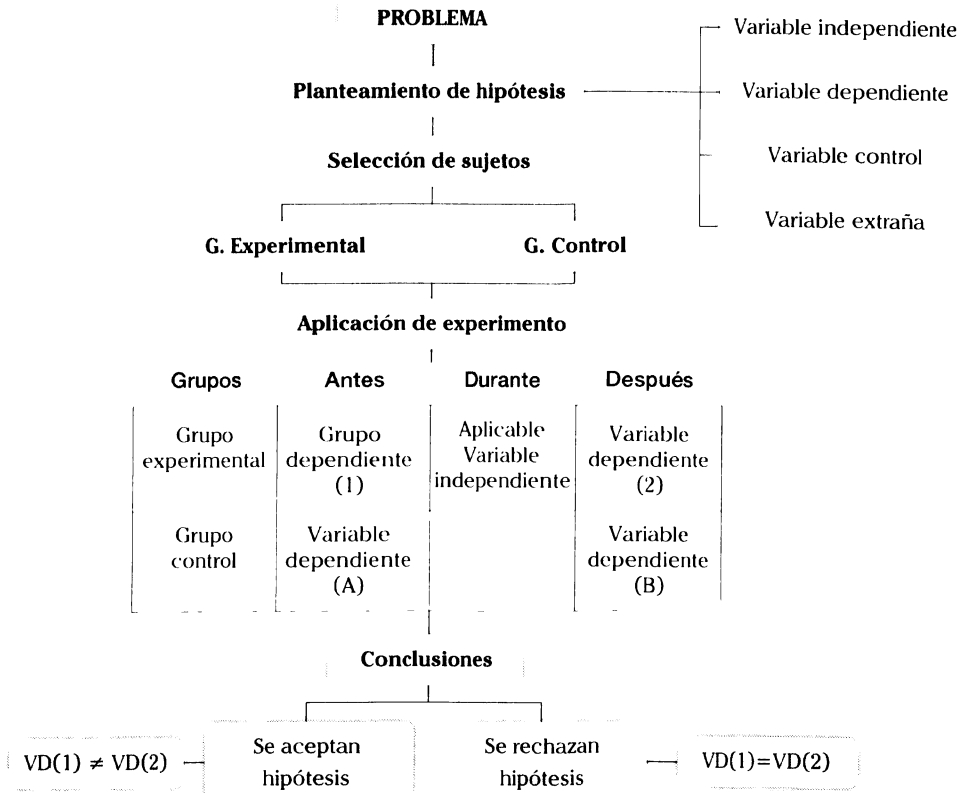 PROBLEMA
Variable independiente
Planteamiento de hipótesis
Variable dependiente
Selección de sujetos
Variable control
Variable extraña
G. Experimental
G. Control
Aplicación de experimento
Grupos
Antes
Durante
Después
Grupo
experimental
Grupo
dependiente
(1)
Aplicable
Variable
independiente
Variable
dependiente
(2)
Grupo
control
Variable
dependiente
(A)
Variable
dependiente
(B)
Conclusiones
VD(1) ≠ VD(2)
Se aceptan
hipótesis
Se rechazan
hipótesis
VD(1)=VD(2)